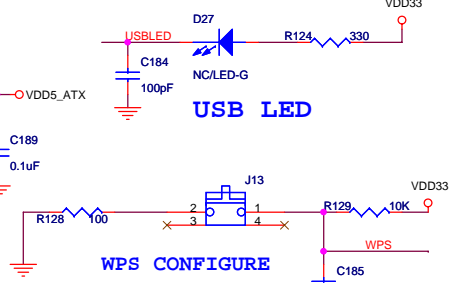 VDD33
D27
USBLED
R124
330
C184
100pF
NC/LED-G
VDD5_ATX
USB LED
C189
0.1uF
J13
VDD33
2
1
R129
10K
R128
100
3
4
WPS
WPS CONFIGURE
C185